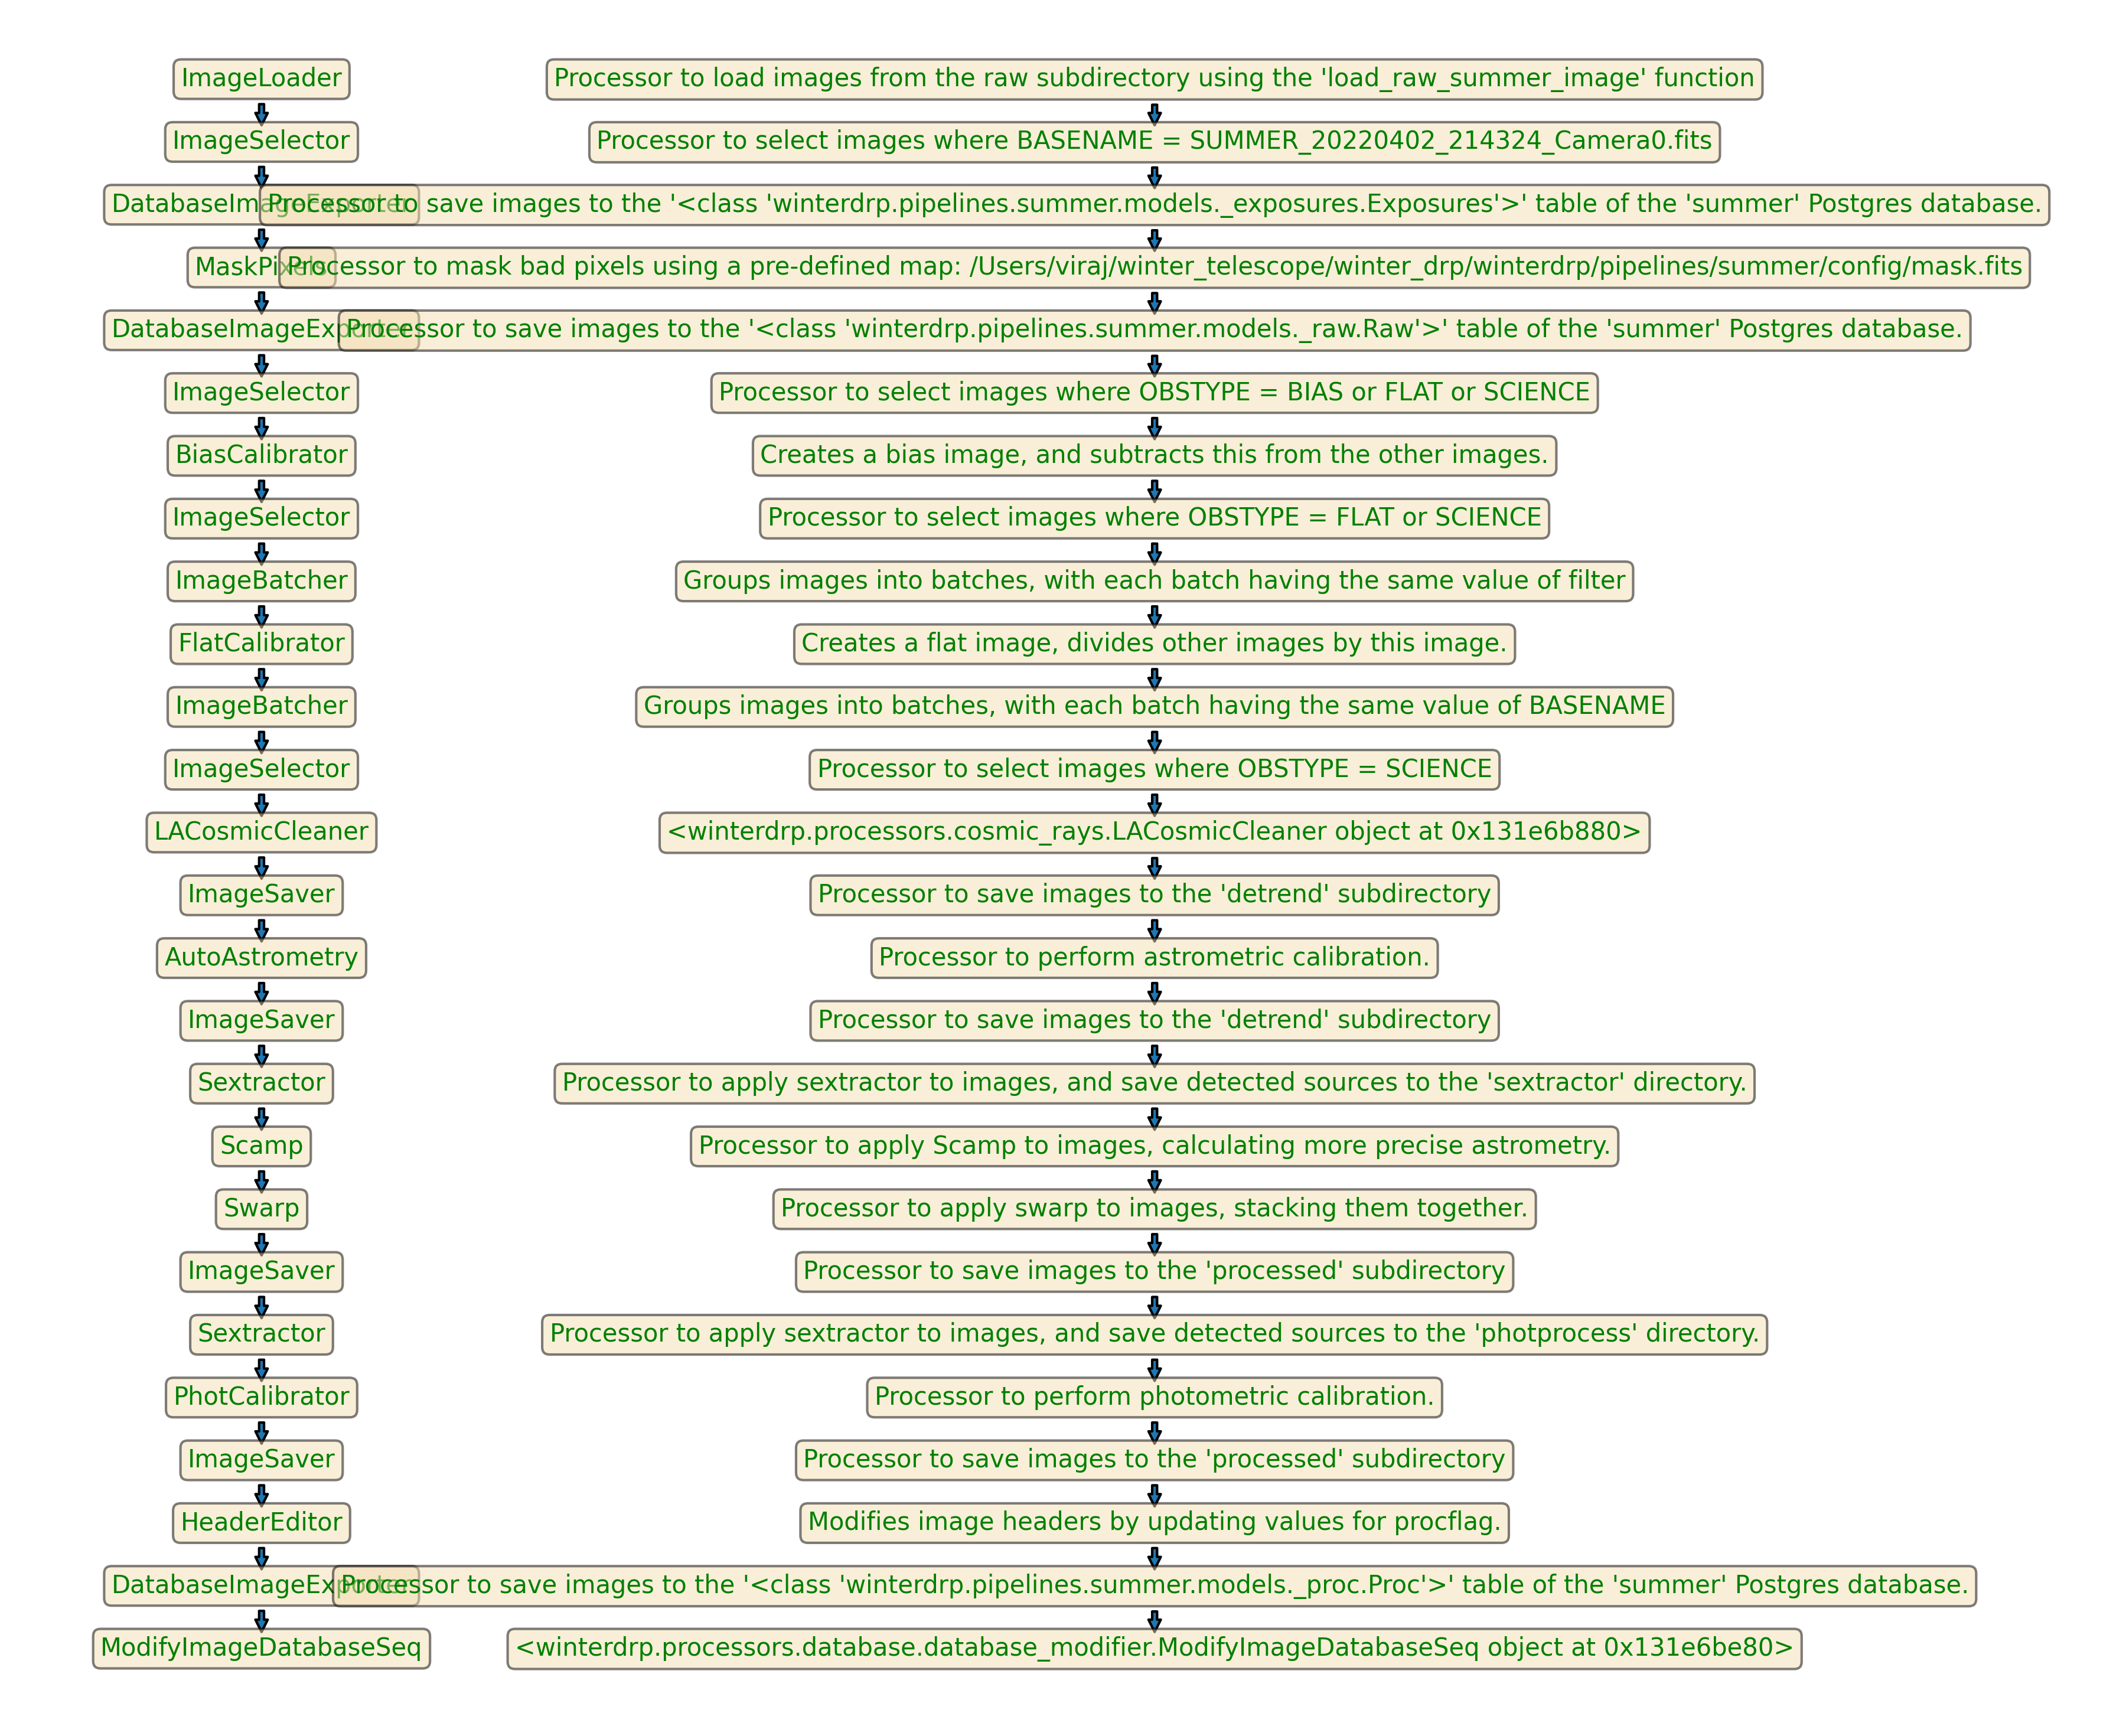 ImageLoader Processor to load images from the raw subdirectory using the 'load_raw_summer_image' function
ImageSelector Processor to select images where BASENAME = SUMMER_20220402_214324_Camera0.fits
DatabaseImageExporter Processor to save images to the '<class 'winterdrp.pipelines.summer.models._exposures.Exposures'>' table of the 'summer' Postgres database.
MaskPixels Processor to mask bad pixels using a pre-defined map: /Users/viraj/winter_telescope/winter_drp/winterdrp/pipelines/summer/config/mask.fits
DatabaseImageExporter Processor to save images to the '<class 'winterdrp.pipelines.summer.models._raw.Raw'>' table of the 'summer' Postgres database.
ImageSelector Processor to select images where OBSTYPE = BIAS or FLAT or SCIENCE
BiasCalibrator Creates a bias image, and subtracts this from the other images.
ImageSelector Processor to select images where OBSTYPE = FLAT or SCIENCE
ImageBatcher Groups images into batches, with each batch having the same value of filter
FlatCalibrator Creates a flat image, divides other images by this image.
ImageBatcher Groups images into batches, with each batch having the same value of BASENAME
ImageSelector Processor to select images where OBSTYPE = SCIENCE
LACosmicCleaner <winterdrp.processors.cosmic_rays.LACosmicCleaner object at 0x131e6b880>
ImageSaver Processor to save images to the 'detrend' subdirectory
AutoAstrometry Processor to perform astrometric calibration.
ImageSaver Processor to save images to the 'detrend' subdirectory
Sextractor Processor to apply sextractor to images, and save detected sources to the 'sextractor' directory.
Scamp Processor to apply Scamp to images, calculating more precise astrometry.
Swarp Processor to apply swarp to images, stacking them together.
ImageSaver Processor to save images to the 'processed' subdirectory
Sextractor Processor to apply sextractor to images, and save detected sources to the 'photprocess' directory.
PhotCalibrator Processor to perform photometric calibration.
ImageSaver Processor to save images to the 'processed' subdirectory
HeaderEditor Modifies image headers by updating values for procflag.
DatabaseImageExporter Processor to save images to the '<class 'winterdrp.pipelines.summer.models._proc.Proc'>' table of the 'summer' Postgres database.
ModifyImageDatabaseSeq <winterdrp.processors.database.database_modifier.ModifyImageDatabaseSeq object at 0x131e6be80>